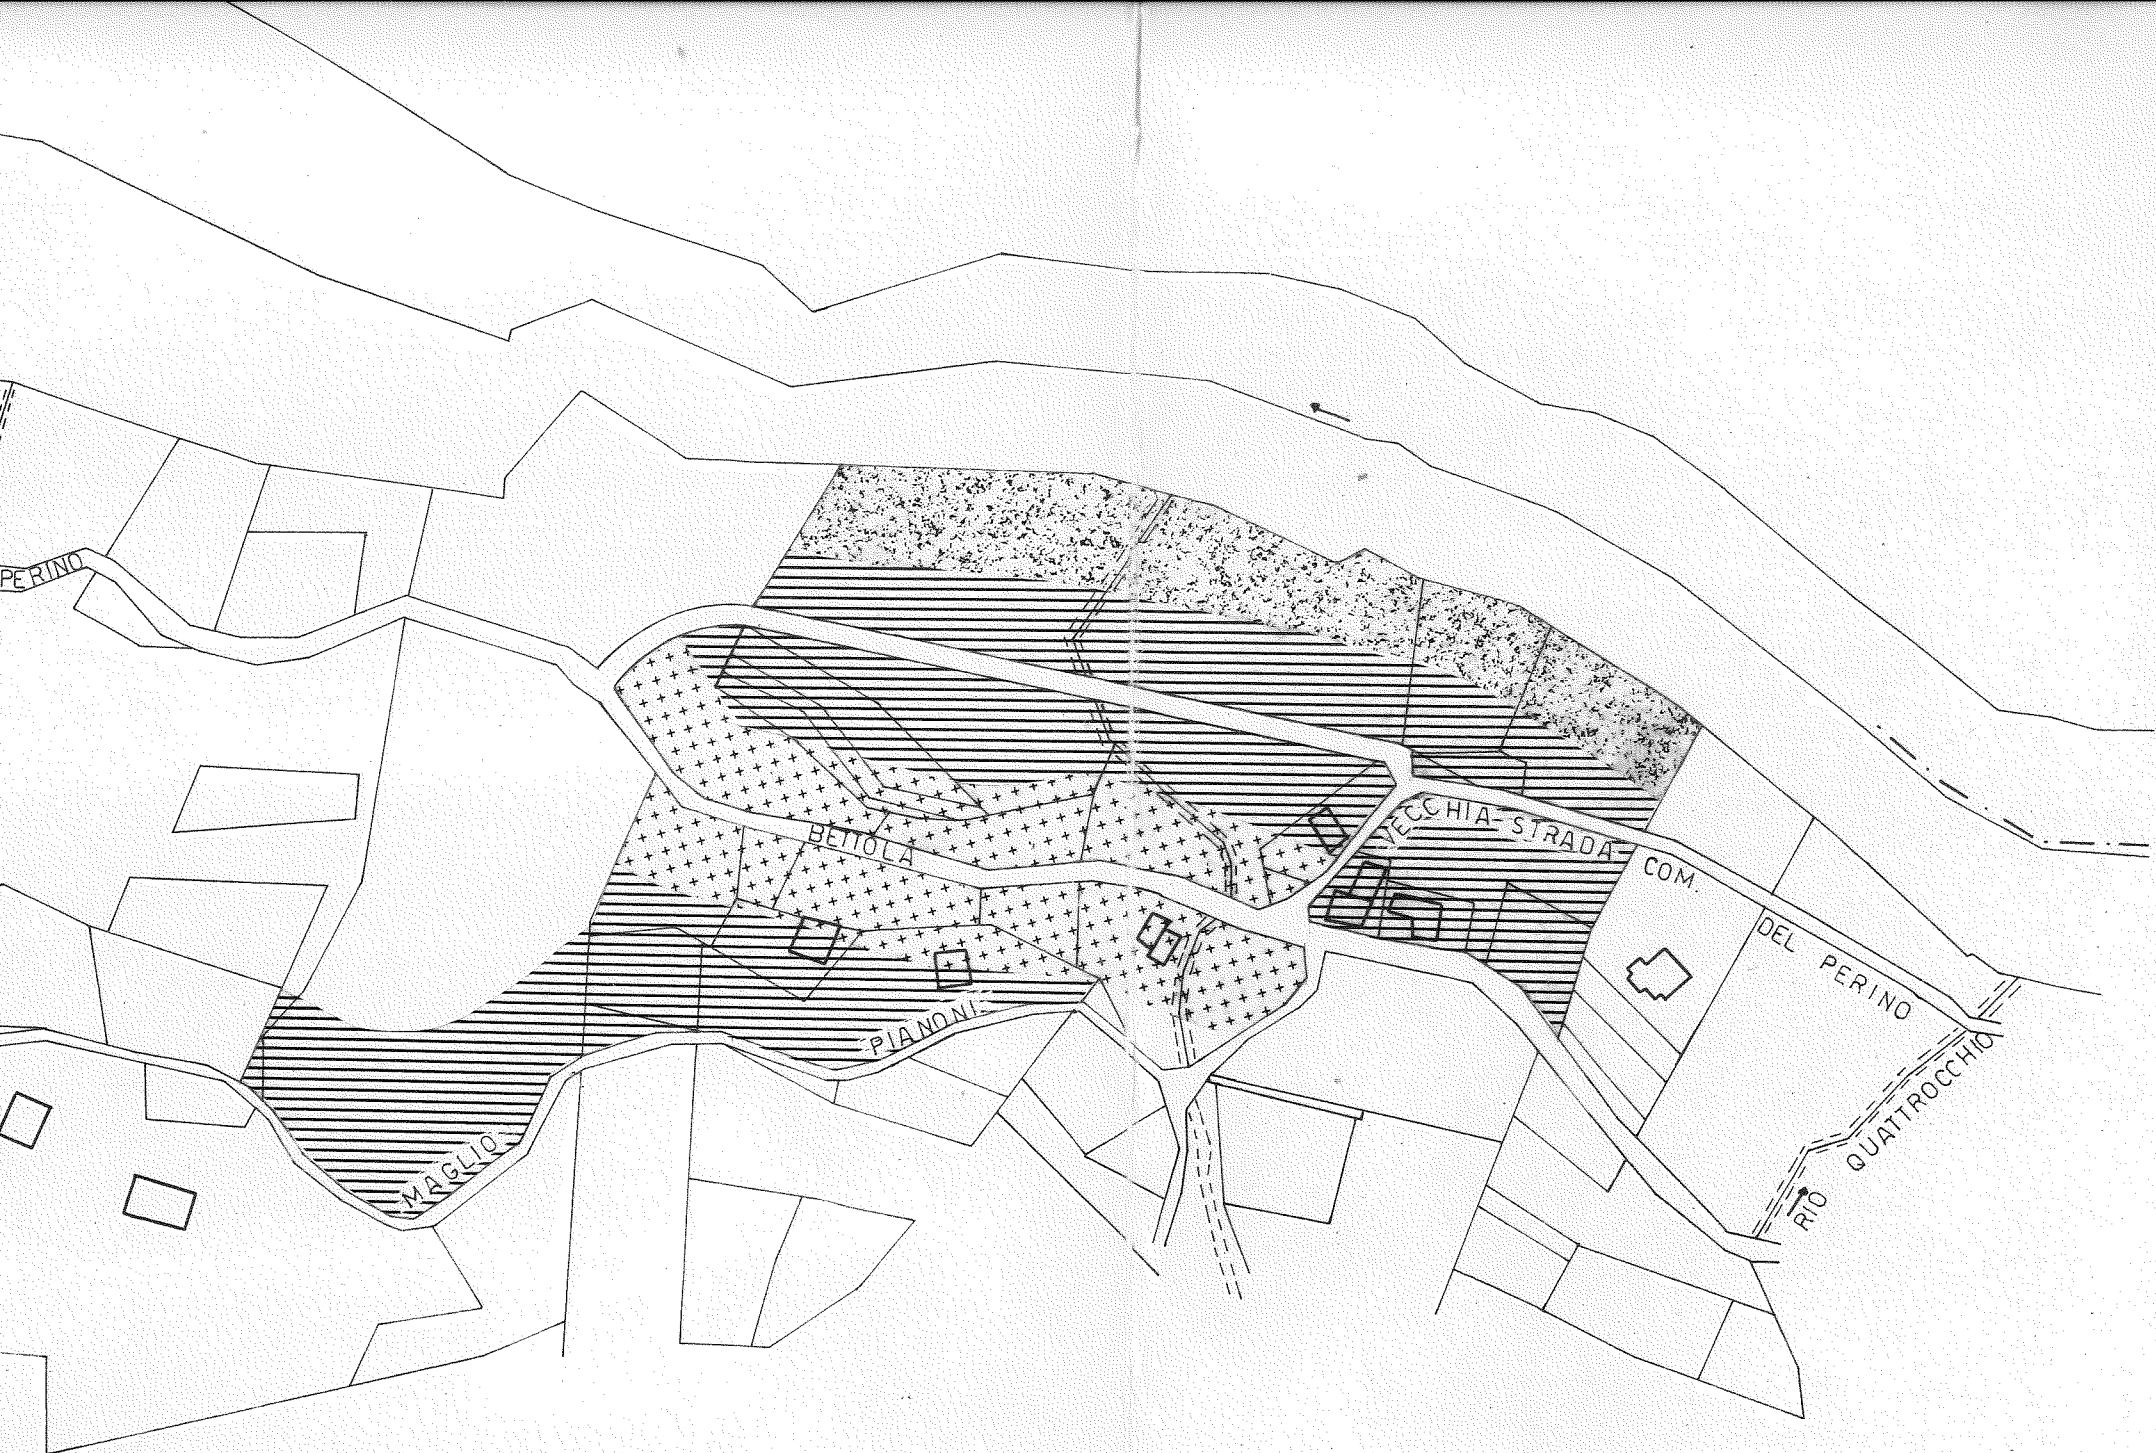 PERINO
BETTOLA
VECCHIA STRADA COM. DEL PERINO
PIANONI
MAGLIO
RIO QUATTROCCHIO